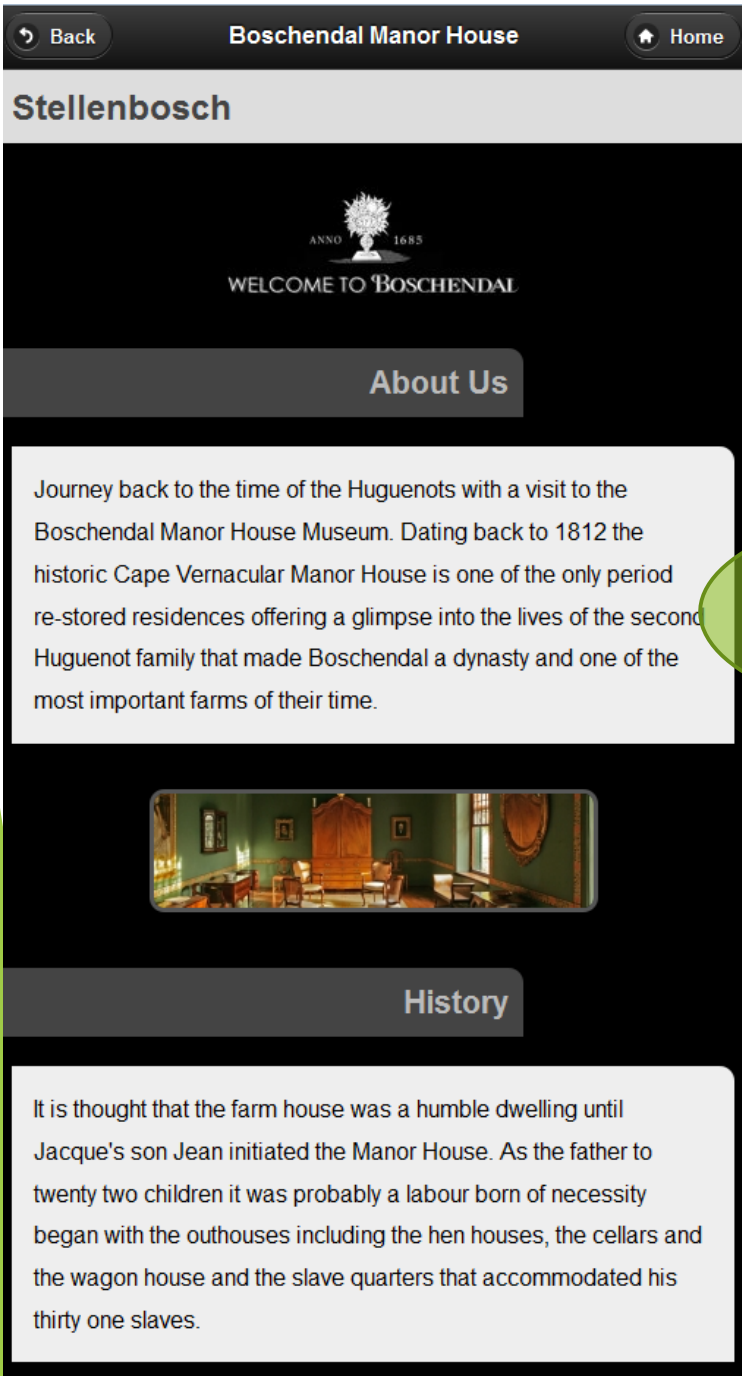 Back
Boschendal Manor House
Home
Stellenbosch
ANNO 1685
WELCOME TO BOSCHENDAL
About Us
Journey back to the time of the Huguenots with a visit to the
Boschendal Manor House Museum. Dating back to 1812 the
historic Cape Vernacular Manor House is one of the only period
re-stored residences offering a glimpse into the lives of the second
Huguenot family that made Boschendal a dynasty and one of the
most important farms of their time.
History
It is thought that the farm house was a humble dwelling until
Jacque's son Jean initiated the Manor House. As the father to
twenty two children it was probably a labour born of necessity
began with the outhouses including the hen houses, the cellars and
the wagon house and the slave quarters that accommodated his
thirty one slaves.